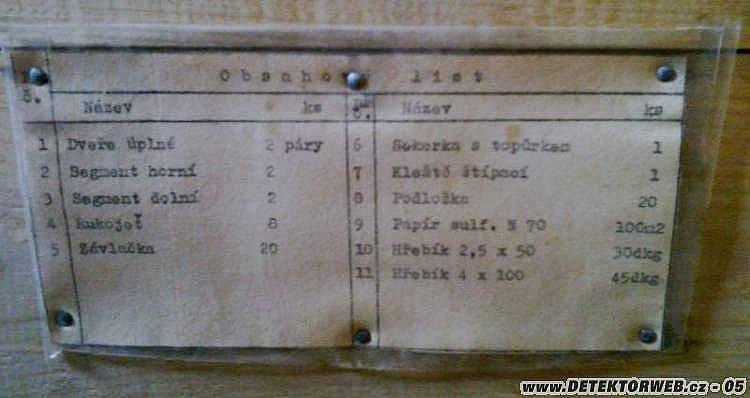 Obsahový list
č. Název ks č. Název ks
1 Dveře úplné 2 páry 6 Sekerka s topůrkem 1
2 Segment horní 2 7 Kleště štípací 1
3 Segment dolní 2 8 Podložka 20
4 Rukojeť 8 9 Papír sulf. N 70 100m2
5 Závlačka 20 10 Hřebík 2,5 x 50 30dkg
11 Hřebík 4 x 100 45dkg
www.DETEKTORWEB.cz - 05